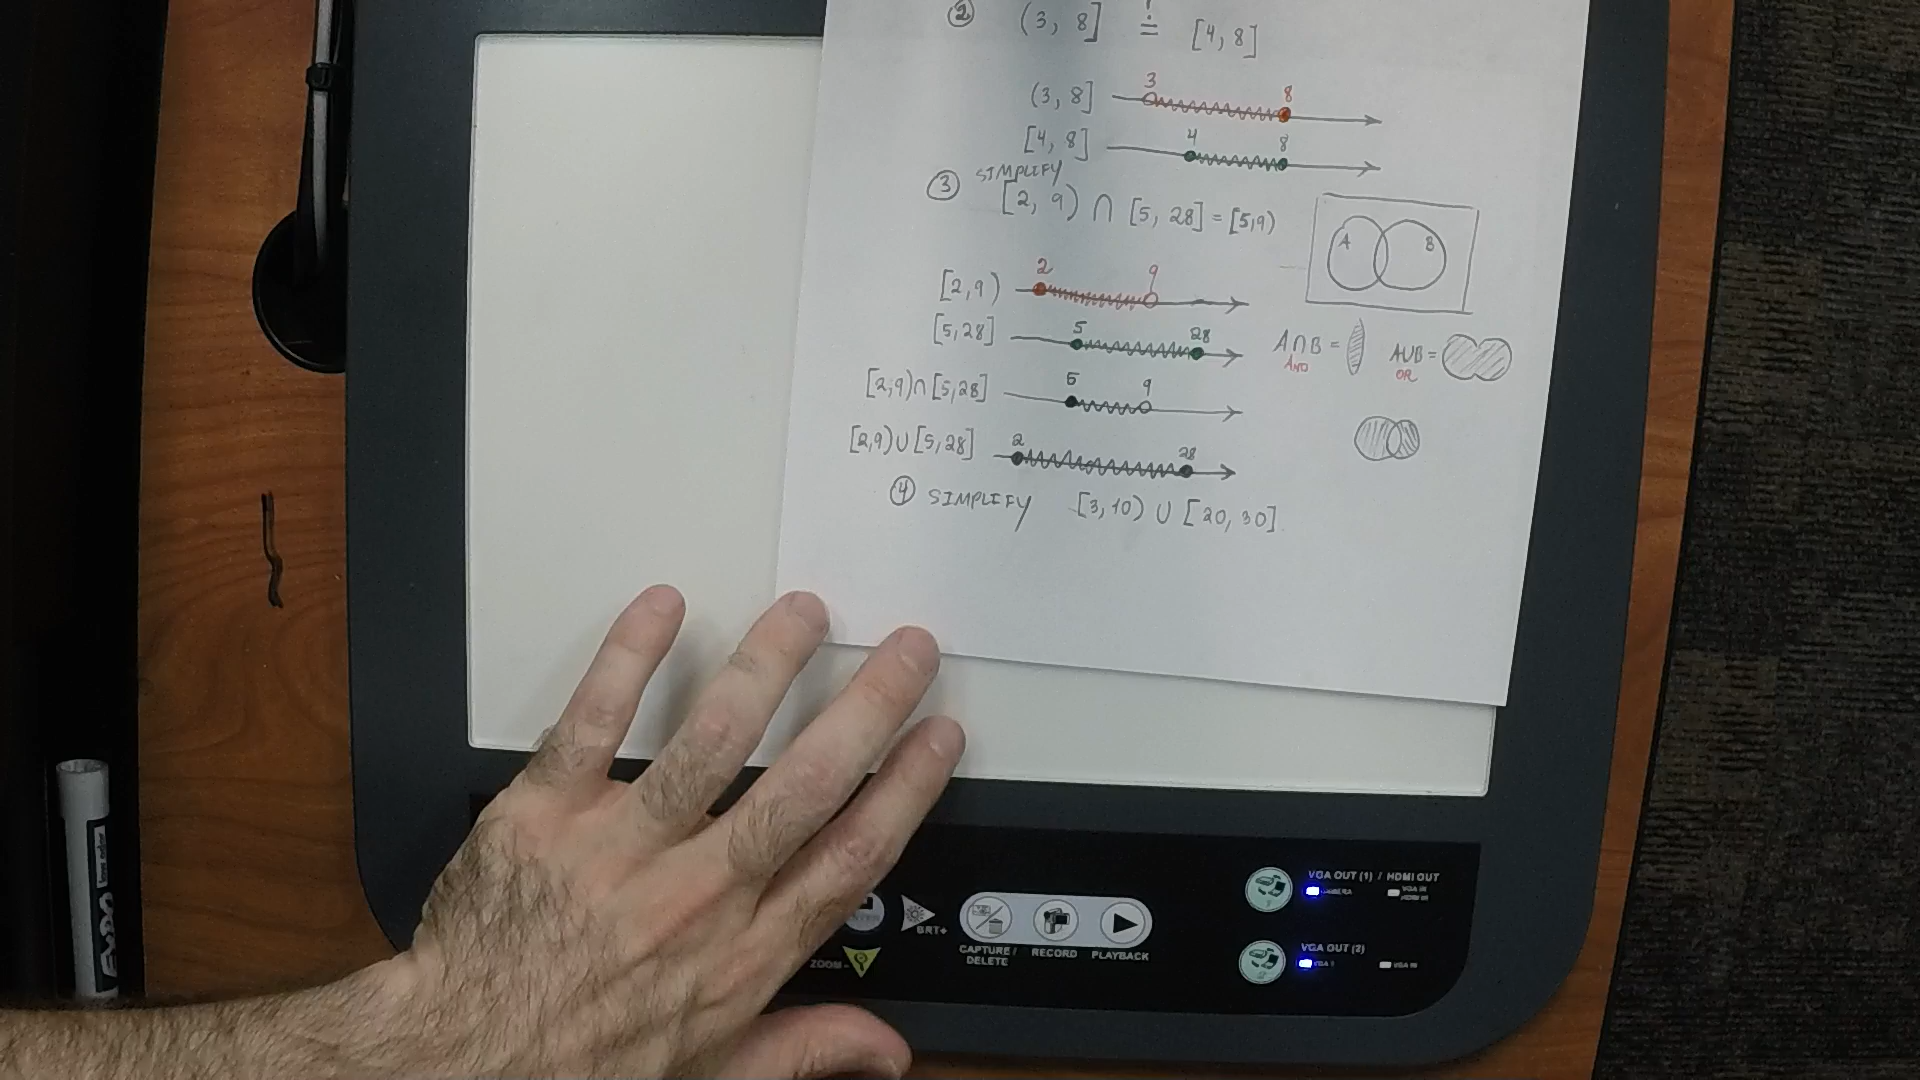 ② (3, 8] ≟ [4, 8]
(3, 8] 3 8
[4, 8] 4 8
③ SIMPLIFY
[2, 9) ∩ [5, 28] = [5,9)
A B
[2,9) 2 9
[5,28] 5 28
A∩B = A∪B =
AND OR
[2,9)∩[5,28] 5 9
[2,9)∪[5,28] 2 28
④ SIMPLIFY [3,10) ∪ [20, 30]
EXPO
BRT+
ZOOM-
CAPTURE / DELETE
RECORD
PLAYBACK
VGA OUT (1) / HDMI OUT
VGA OUT (2)